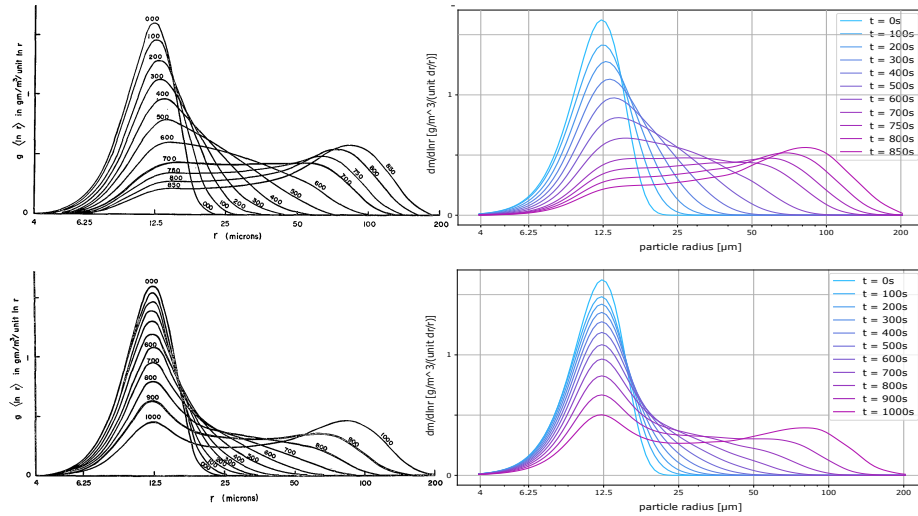 g (ln r) in gm/m³/unit ln r
1
0
000
100
200
300
400
500
600
700
750
800
850
000
100
200
300
400
500
600
700
750
800
850
4
6.25
12.5
25
50
100
200
r (microns)
dm/dlnr [g/m^3/(unit dr/r)]
1
0
t = 0s
t = 100s
t = 200s
t = 300s
t = 400s
t = 500s
t = 600s
t = 700s
t = 750s
t = 800s
t = 850s
4
6.25
12.5
25
50
100
200
particle radius [µm]
g (ln r) in gm/m³/unit ln r
1
0
000
600
700
800
900
1000
400
500
600
700
800
1000
4
6.25
12.5
25
50
100
200
r (microns)
dm/dlnr [g/m^3/(unit dr/r)]
1
0
t = 0s
t = 100s
t = 200s
t = 300s
t = 400s
t = 500s
t = 600s
t = 700s
t = 800s
t = 900s
t = 1000s
4
6.25
12.5
25
50
100
200
particle radius [µm]